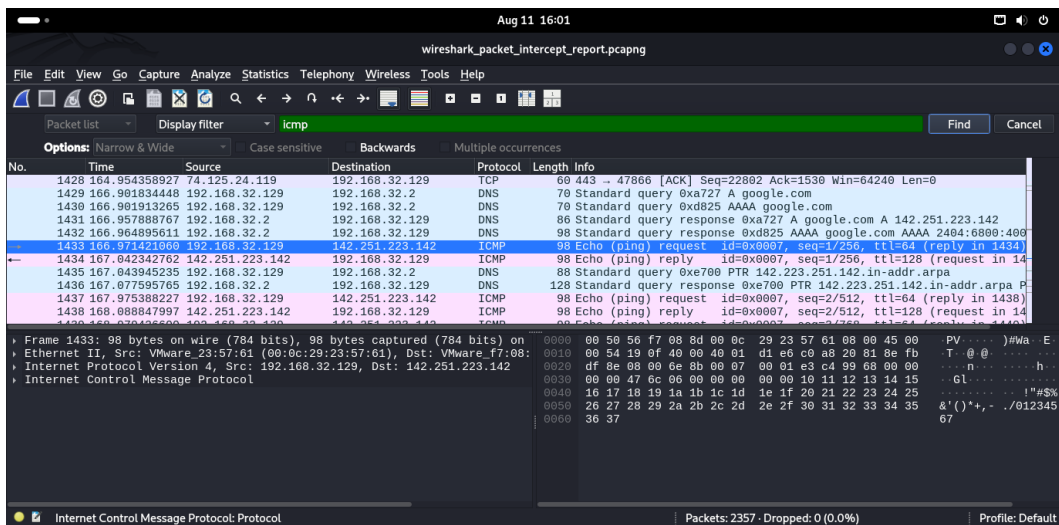 Aug 11 16:01
wireshark_packet_intercept_report.pcapng
File Edit View Go Capture Analyze Statistics Telephony Wireless Tools Help
Packet list Display filter icmp Find Cancel
Options: Narrow & Wide Case sensitive Backwards Multiple occurrences
No. Time Source Destination Protocol Length Info
1428 164.954358927 74.125.24.119 192.168.32.129 TCP 60 443 → 47866 [ACK] Seq=22802 Ack=1530 Win=64240 Len=0
1429 166.901834448 192.168.32.129 192.168.32.2 DNS 70 Standard query 0xa727 A google.com
1430 166.901913265 192.168.32.129 192.168.32.2 DNS 70 Standard query 0xd825 AAAA google.com
1431 166.957888767 192.168.32.2 192.168.32.129 DNS 86 Standard query response 0xa727 A google.com A 142.251.223.142
1432 166.964895611 192.168.32.2 192.168.32.129 DNS 98 Standard query response 0xd825 AAAA google.com AAAA 2404:6800:400
1433 166.971421060 192.168.32.129 142.251.223.142 ICMP 98 Echo (ping) request id=0x0007, seq=1/256, ttl=64 (reply in 1434)
1434 167.042342762 142.251.223.142 192.168.32.129 ICMP 98 Echo (ping) reply id=0x0007, seq=1/256, ttl=128 (request in 14
1435 167.043945235 192.168.32.129 192.168.32.2 DNS 88 Standard query 0xe700 PTR 142.223.251.142.in-addr.arpa
1436 167.077595765 192.168.32.2 192.168.32.129 DNS 128 Standard query response 0xe700 PTR 142.223.251.142.in-addr.arpa P
1437 167.975388227 192.168.32.129 142.251.223.142 ICMP 98 Echo (ping) request id=0x0007, seq=2/512, ttl=64 (reply in 1438)
1438 168.088847997 142.251.223.142 192.168.32.129 ICMP 98 Echo (ping) reply id=0x0007, seq=2/512, ttl=128 (request in 14
Frame 1433: 98 bytes on wire (784 bits), 98 bytes captured (784 bits) on
Ethernet II, Src: VMware_23:57:61 (00:0c:29:23:57:61), Dst: VMware_f7:08:
Internet Protocol Version 4, Src: 192.168.32.129, Dst: 142.251.223.142
Internet Control Message Protocol
0000 00 50 56 f7 08 8d 00 0c 29 23 57 61 08 00 45 00 ·PV····· )#Wa··E·
0010 00 54 19 0f 40 00 40 01 d1 e6 c0 a8 20 81 8e fb ·T··@·@· ···· ···
0020 df 8e 08 00 6e 8b 00 07 00 01 e3 c4 99 68 00 00 ····n··· ·····h··
0030 00 00 47 6c 06 00 00 00 00 00 10 11 12 13 14 15 ··Gl···· ········
0040 16 17 18 19 1a 1b 1c 1d 1e 1f 20 21 22 23 24 25 ········ ·· !"#$%
0050 26 27 28 29 2a 2b 2c 2d 2e 2f 30 31 32 33 34 35 &'()*+,- ./012345
0060 36 37 67
Internet Control Message Protocol: Protocol Packets: 2357 · Dropped: 0 (0.0%) Profile: Default